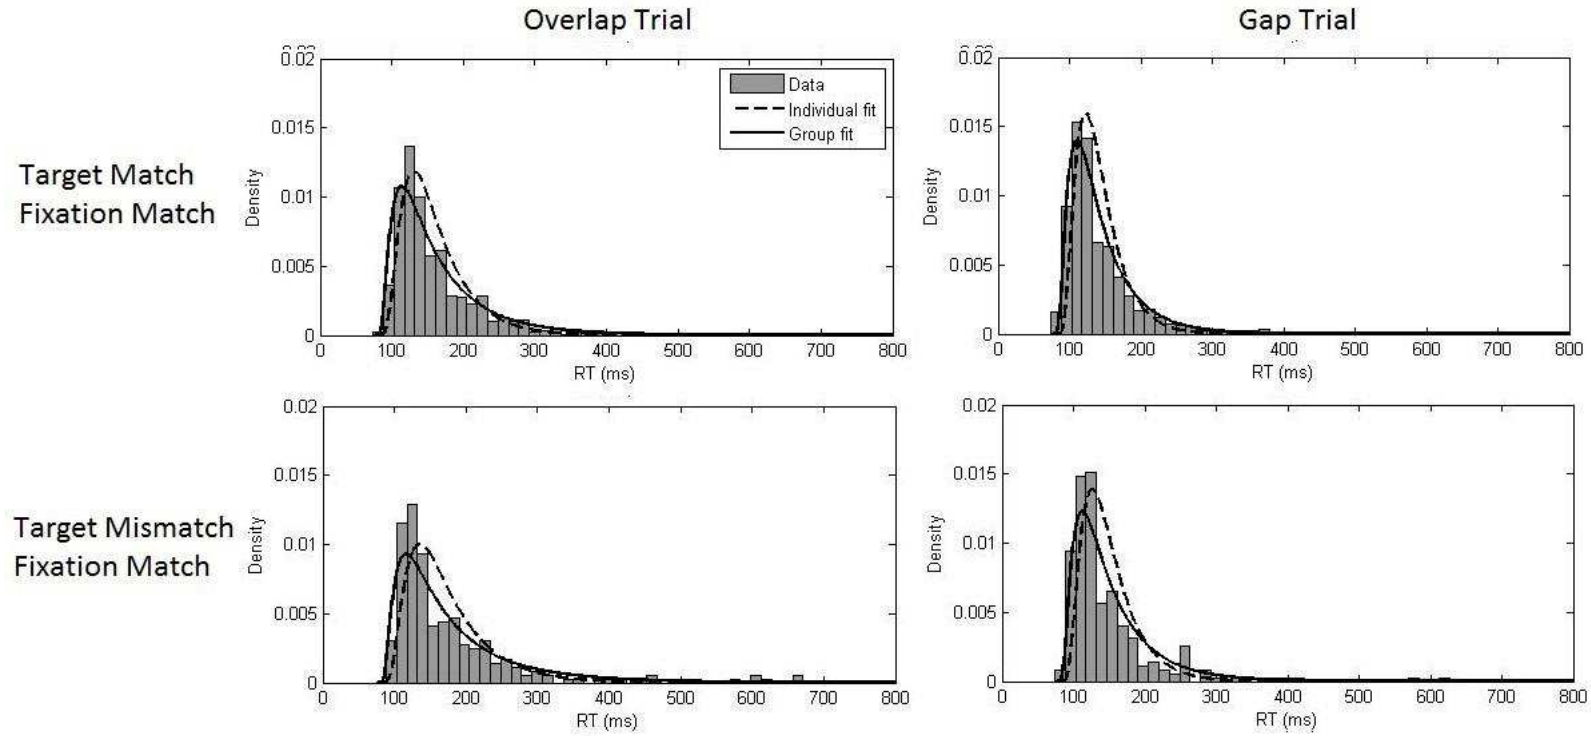 Overlap Trial
Gap Trial
Target Match
Fixation Match
0.02
0.015
0.01
0.005
0
Density
Data
Individual fit
Group fit
0 100 200 300 400 500 600 700 800
RT (ms)
0.02
0.015
0.01
0.005
0
Density
0 100 200 300 400 500 600 700 800
RT (ms)
Target Mismatch
Fixation Match
0.02
0.015
0.01
0.005
0
Density
0 100 200 300 400 500 600 700 800
RT (ms)
0.02
0.015
0.01
0.005
0
Density
0 100 200 300 400 500 600 700 800
RT (ms)